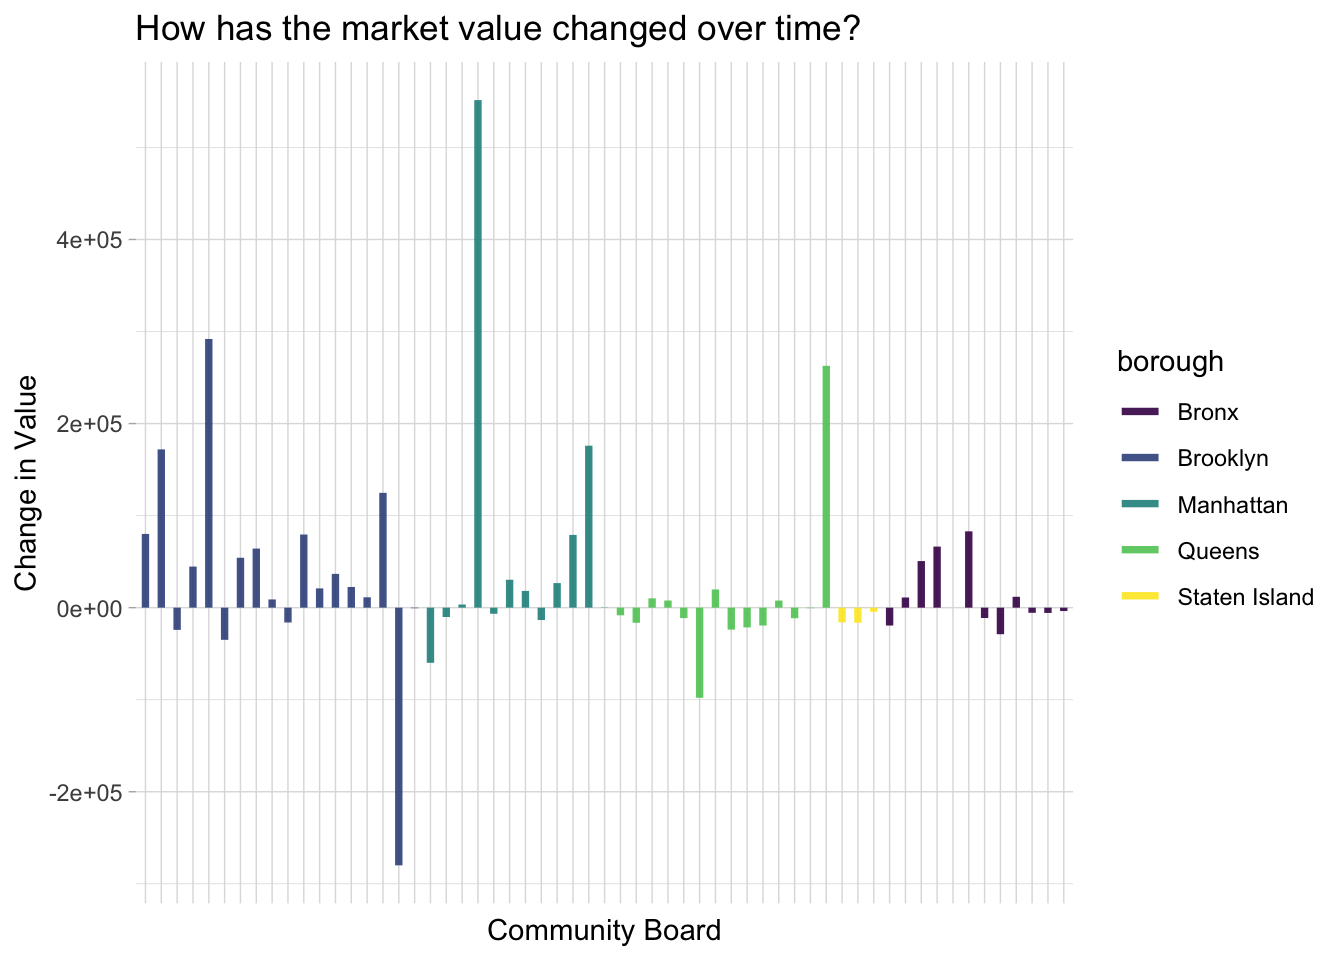 How has the market value changed over time?
Change in Value
4e+05
2e+05
0e+00
-2e+05
Community Board
borough
Bronx
Brooklyn
Manhattan
Queens
Staten Island